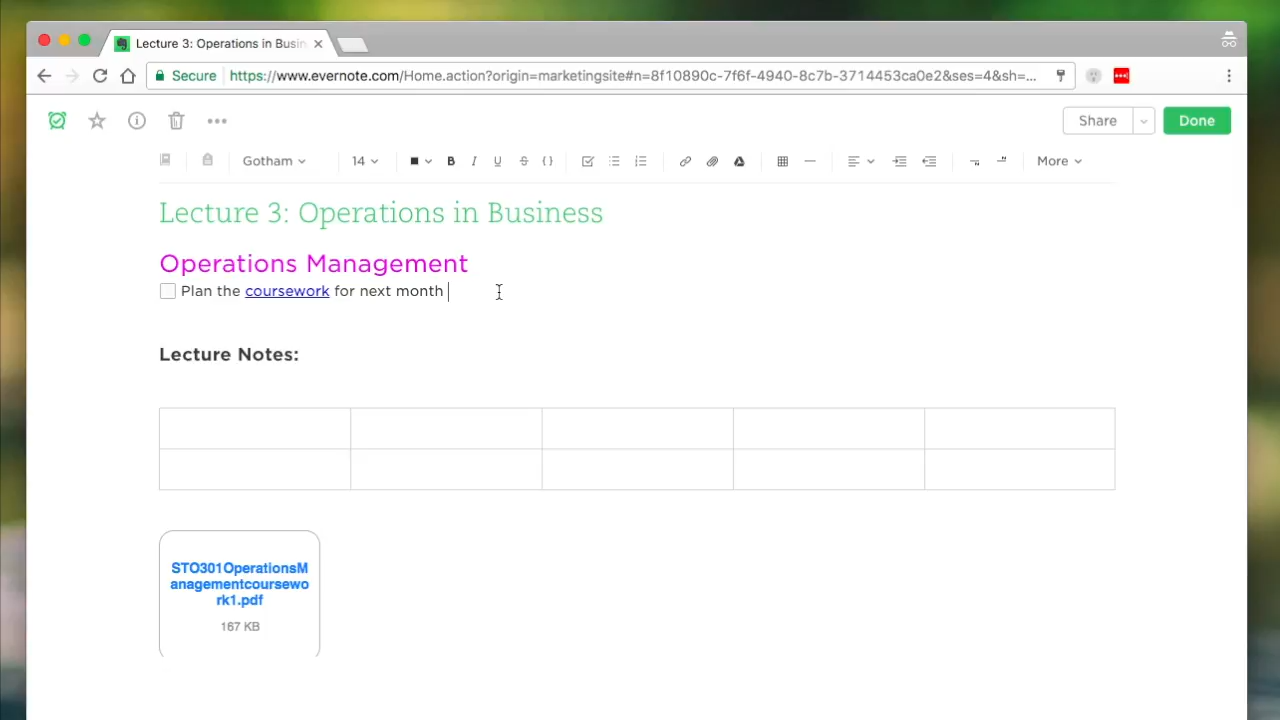 Lecture 3: Operations in Busin
Secure https://www.evernote.com/Home.action?origin=marketingsite#n=8f10890c-7f6f-4940-8c7b-3714453ca0e2&ses=4&sh=...
Share Done
Gotham 14 B I U S {} More
Lecture 3: Operations in Business
Operations Management
Plan the coursework for next month
Lecture Notes:
STO301OperationsM
anagementcoursewo
rk1.pdf
167 KB